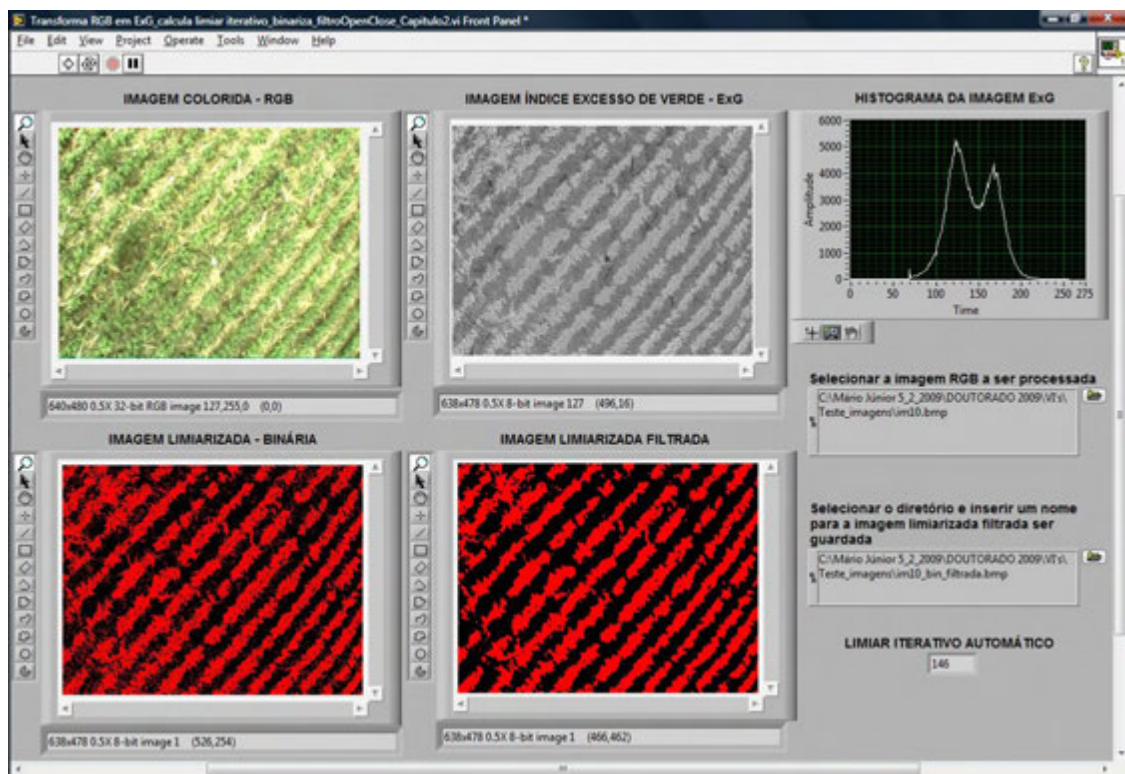 Transforma RGB em ExG_calcula limiar iterativo_binariza_filtroOpenClose_Capitulo2.vi Front Panel *
File Edit View Project Operate Tools Window Help
IMAGEM COLORIDA - RGB
640x480 0.5X 32-bit RGB image 127,255,0 (0,0)
IMAGEM ÍNDICE EXCESSO DE VERDE - ExG
638x478 0.5X 8-bit image 127 (496,16)
HISTOGRAMA DA IMAGEM ExG
Amplitude
6000
5000
4000
3000
2000
1000
0
0 50 100 150 200 250 275
Time
Selecionar a imagem RGB a ser processada
C:\Mário Júnior 5_2_2009\DOUTORADO 2009\VI's\
Teste_imagens\im10.bmp
IMAGEM LIMIARIZADA - BINÁRIA
638x478 0.5X 8-bit image 1 (526,254)
IMAGEM LIMIARIZADA FILTRADA
638x478 0.5X 8-bit image 1 (466,462)
Selecionar o diretório e inserir um nome
para a imagem limiarizada filtrada ser
guardada
C:\Mário Júnior 5_2_2009\DOUTORADO 2009\VI's\
Teste_imagens\im10_bin_filtrada.bmp
LIMIAR ITERATIVO AUTOMÁTICO
146